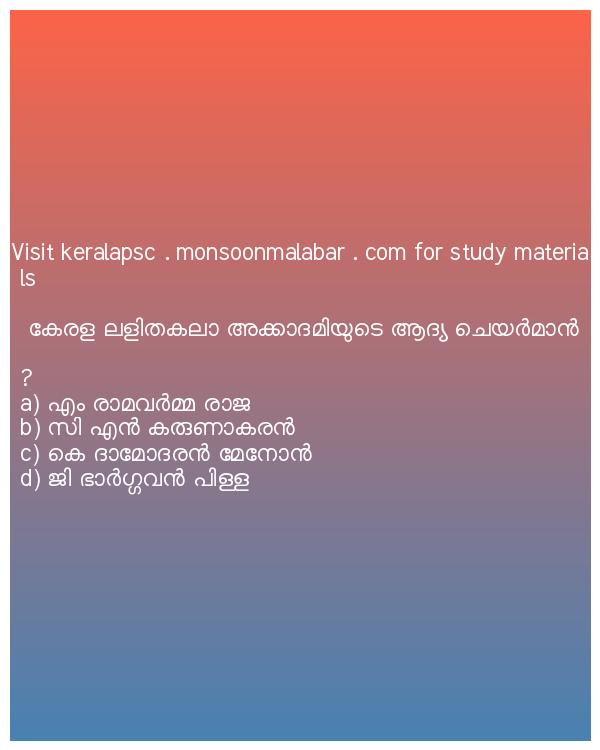 Visit keralapsc . monsoonmalabar . com for study materia
ls
കേരള ലളിതകലാ അക്കാദമിയുടെ ആദ്യ ചെയർമാൻ
?
a) എം രാമവർമ്മ രാജ
b) സി എൻ കരുണാകരൻ
c) കെ ദാമോദരൻ മേനോൻ
d) ജി ഭാർഗ്ഗവൻ പിള്ള